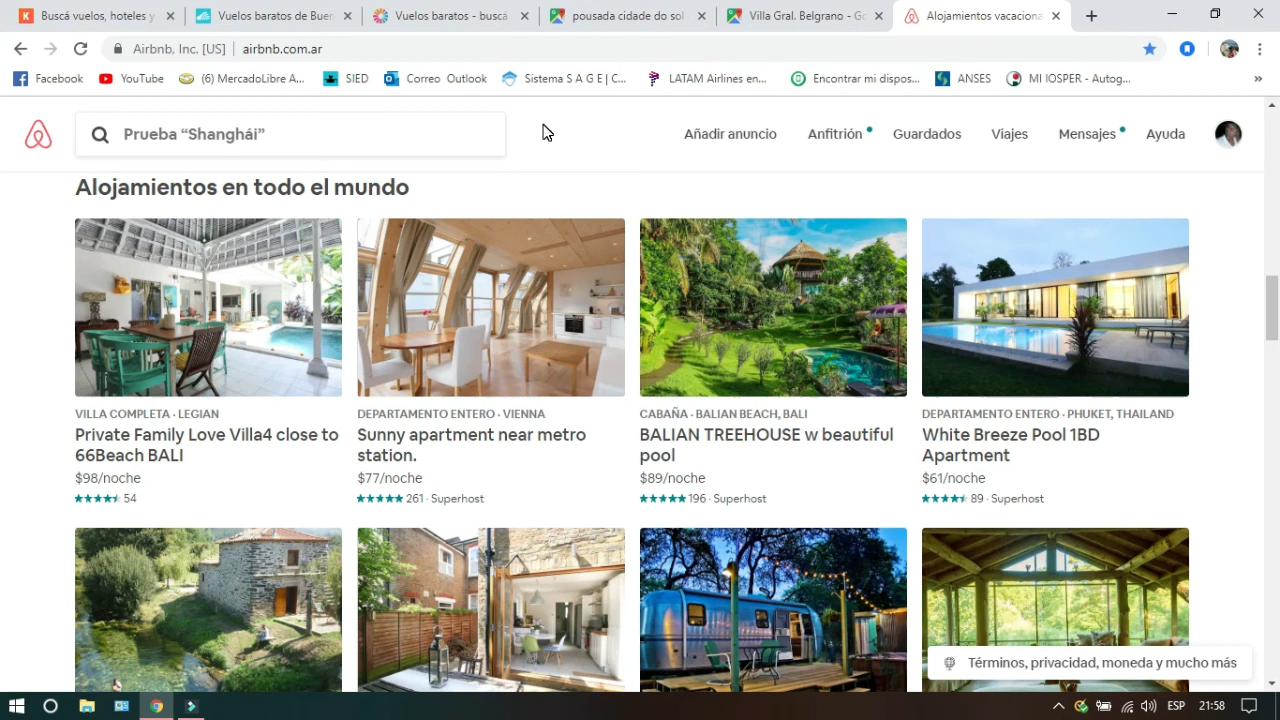 Buscá vuelos, hoteles y
Vuelos baratos de Buen
Vuelos baratos - buscá
pousada cidade do sol
Villa Gral. Belgrano - Go
Alojamientos vacaciona
Airbnb, Inc. [US]
airbnb.com.ar
Facebook
YouTube
(6) MercadoLibre A...
SIED
Correo Outlook
Sistema S A G E | C...
LATAM Airlines en...
Encontrar mi dispos...
ANSES
MI IOSPER - Autog...
»
Prueba “Shanghái”
Añadir anuncio
Anfitrión
Guardados
Viajes
Mensajes
Ayuda
Alojamientos en todo el mundo
VILLA COMPLETA · LEGIAN
Private Family Love Villa4 close to
66Beach BALI
$98/noche
54
DEPARTAMENTO ENTERO · VIENNA
Sunny apartment near metro
station.
$77/noche
261 · Superhost
CABAÑA · BALIAN BEACH, BALI
BALIAN TREEHOUSE w beautiful
pool
$89/noche
196 · Superhost
DEPARTAMENTO ENTERO · PHUKET, THAILAND
White Breeze Pool 1BD
Apartment
$61/noche
89 · Superhost
Términos, privacidad, moneda y mucho más
ESP
21:58